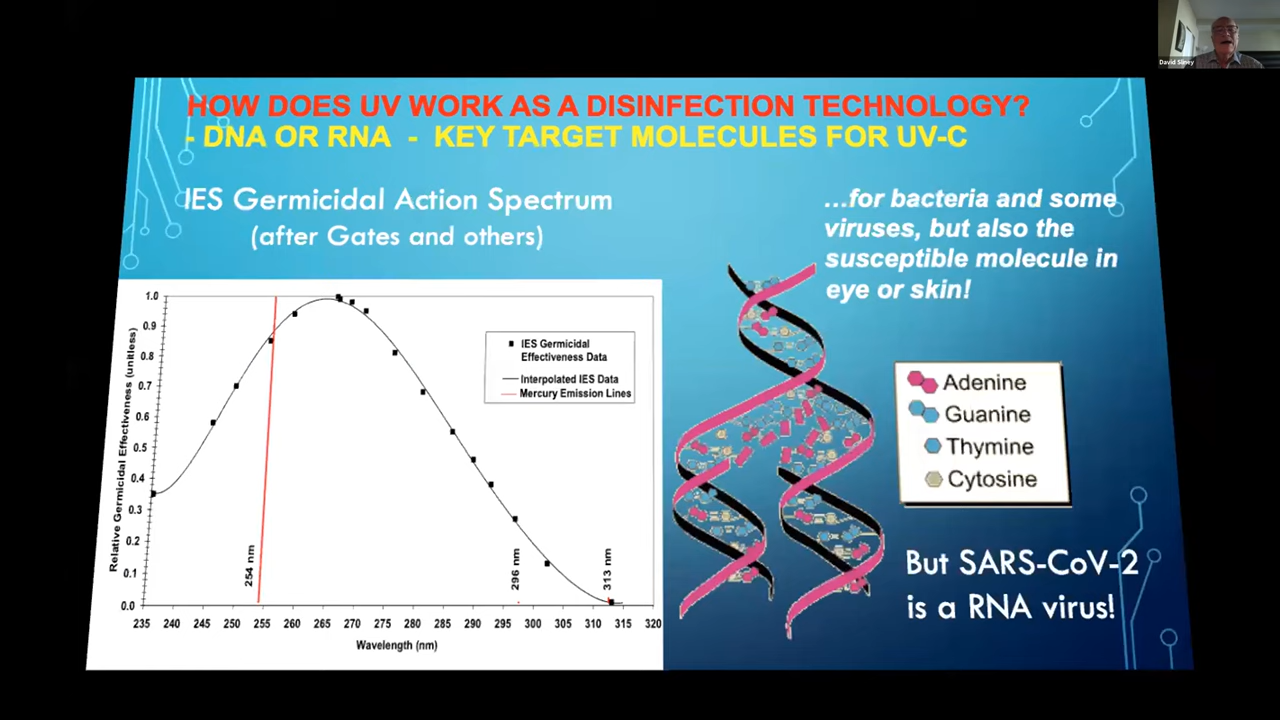 David Sliney
HOW DOES UV WORK AS A DISINFECTION TECHNOLOGY?
- DNA OR RNA - KEY TARGET MOLECULES FOR UV-C
IES Germicidal Action Spectrum
(after Gates and others)
...for bacteria and some
viruses, but also the
susceptible molecule in
eye or skin!
Relative Germicidal Effectiveness (unitless)
1.0
0.9
0.8
0.7
0.6
0.5
0.4
0.3
0.2
0.1
0.0
IES Germicidal
Effectiveness Data
Interpolated IES Data
Mercury Emission Lines
254 nm
296 nm
313 nm
235 240 245 250 255 260 265 270 275 280 285 290 295 300 305 310 315 320
Wavelength (nm)
Adenine
Guanine
Thymine
Cytosine
But SARS-CoV-2
is a RNA virus!